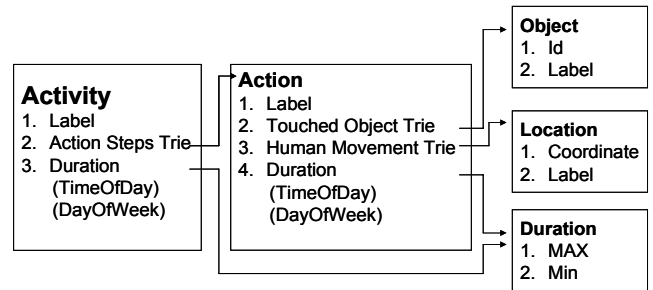 Activity
1. Label
2. Action Steps Trie
3. Duration
(TimeOfDay)
(DayOfWeek)
Action
1. Label
2. Touched Object Trie
3. Human Movement Trie
4. Duration
(TimeOfDay)
(DayOfWeek)
Object
1. Id
2. Label
Location
1. Coordinate
2. Label
Duration
1. MAX
2. Min